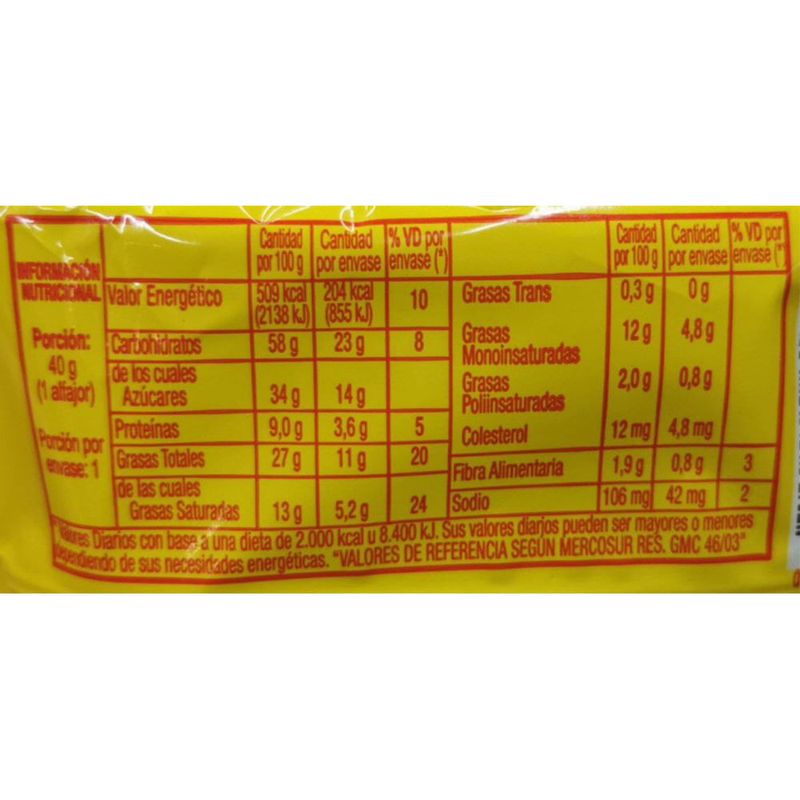 INFORMACIÓN
NUTRICIONAL
Porción:
40 g
(1 alfajor)
Porción por
envase: 1
Cantidad por 100 g Cantidad por envase % VD por envase (*)
Valor Energético 509 kcal (2138 kJ) 204 kcal (855 kJ) 10
Carbohidratos 58 g 23 g 8
de los cuales
Azúcares 34 g 14 g
Proteínas 9,0 g 3,6 g 5
Grasas Totales 27 g 11 g 20
de las cuales
Grasas Saturadas 13 g 5,2 g 24
Cantidad por 100 g Cantidad por envase % VD por envase (*)
Grasas Trans 0,3 g 0 g
Grasas
Monoinsaturadas 12 g 4,8 g
Grasas
Poliinsaturadas 2,0 g 0,8 g
Colesterol 12 mg 4,8 mg
Fibra Alimentaria 1,9 g 0,8 g 3
Sodio 106 mg 42 mg 2
*Valores Diarios con base a una dieta de 2.000 kcal u 8.400 kJ. Sus valores diarios pueden ser mayores o menores
dependiendo de sus necesidades energéticas. "VALORES DE REFERENCIA SEGÚN MERCOSUR RES. GMC 46/03"